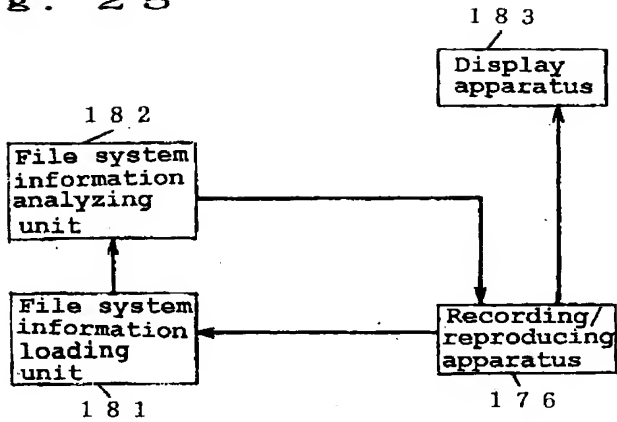 g. 25
183
Display
apparatus
182
File system
information
analyzing
unit
File system
information
loading
unit
181
Recording/
reproducing
apparatus
176